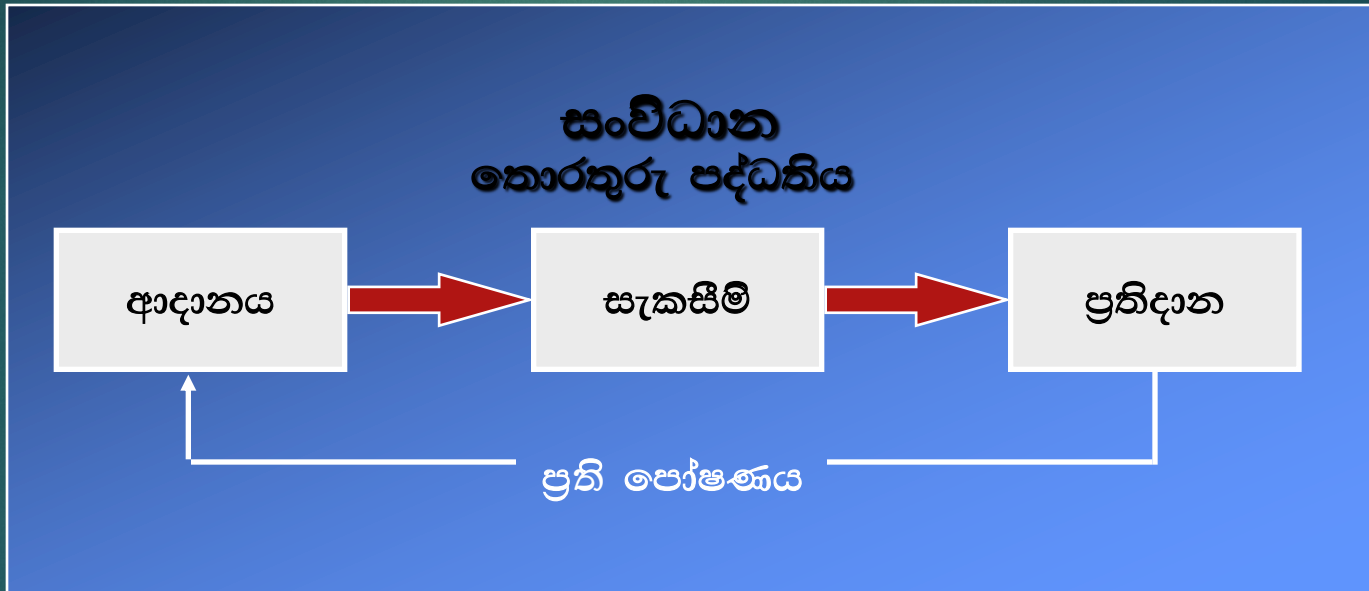 සංවිධාන
තොරතුරු පද්ධතිය
ආදානය
සැකසීම්
ප්‍රතිදාන
ප්‍රති පෝෂණය